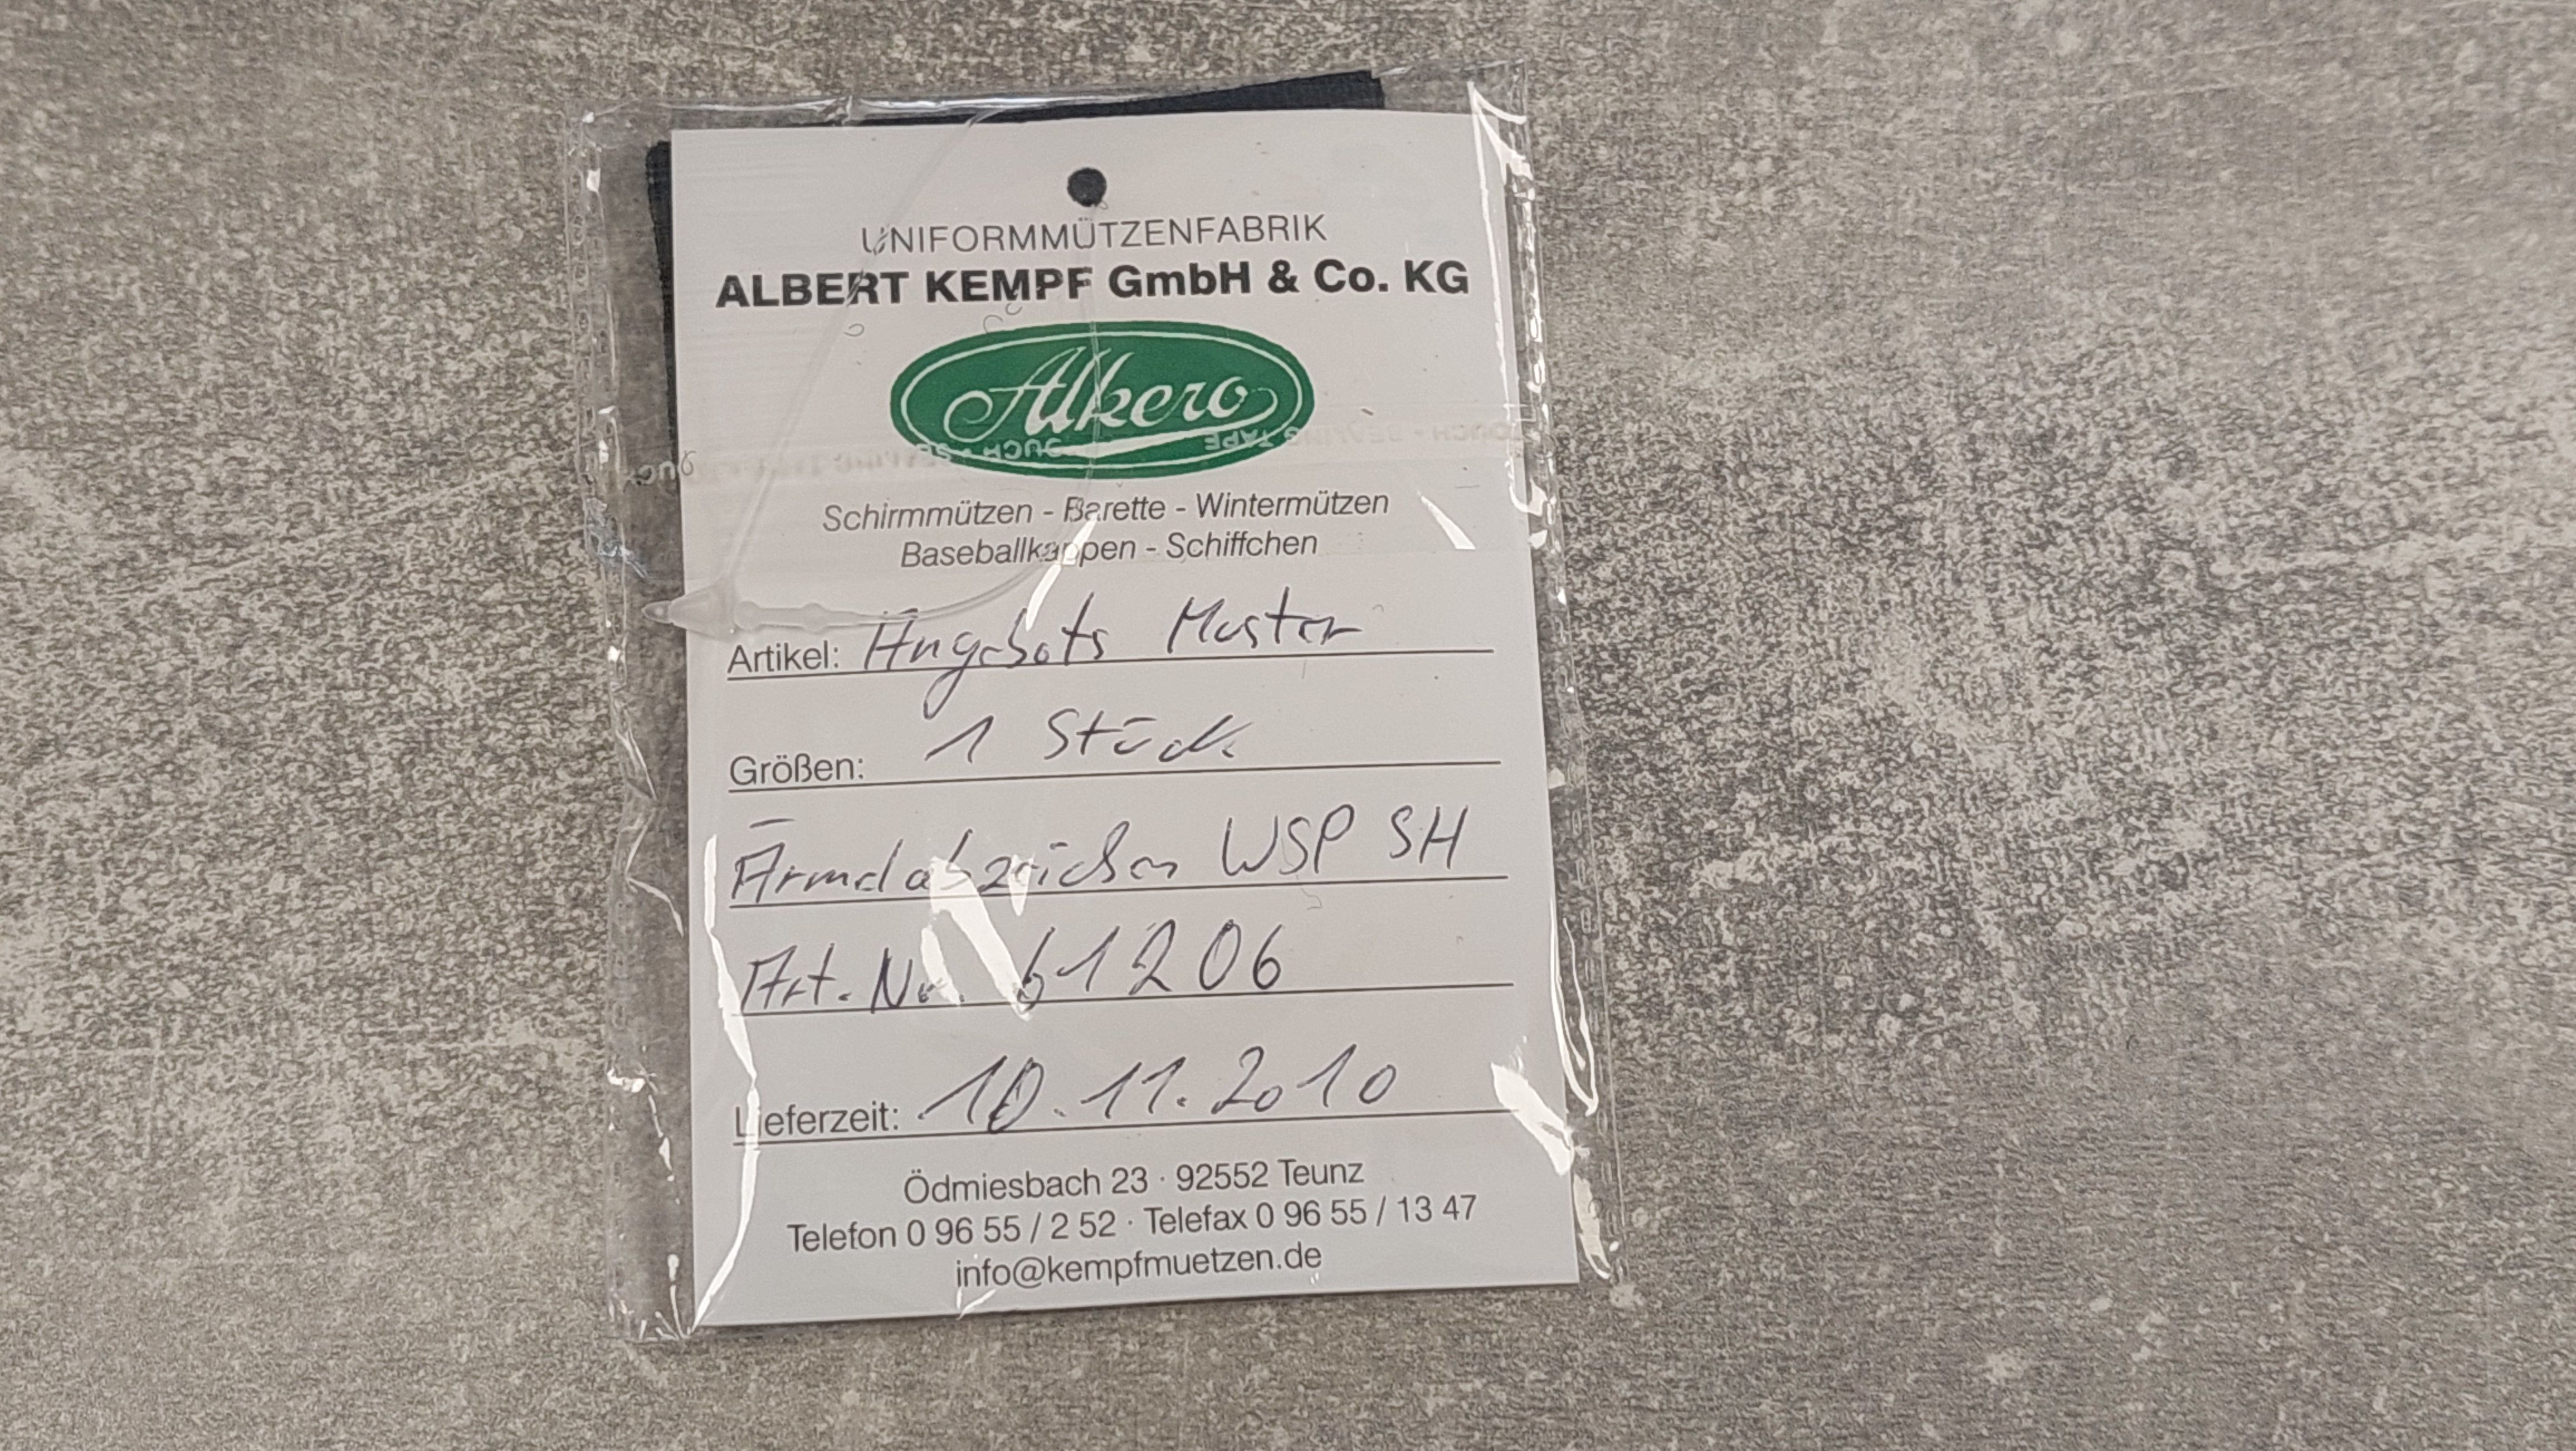 UNIFORMMÜTZENFABRIK
ALBERT KEMPF GmbH & Co. KG
Alkero
Schirmmützen - Barette - Wintermützen
Baseballkappen - Schiffchen
Artikel: Angebots Muster
Größen: 1 Stück
Ärmelabzeichen WSP SH
Art. Nr. 61206
Lieferzeit: 10.11.2010
Ödmiesbach 23 · 92552 Teunz
Telefon 0 96 55 / 2 52 · Telefax 0 96 55 / 13 47
info@kempfmuetzen.de